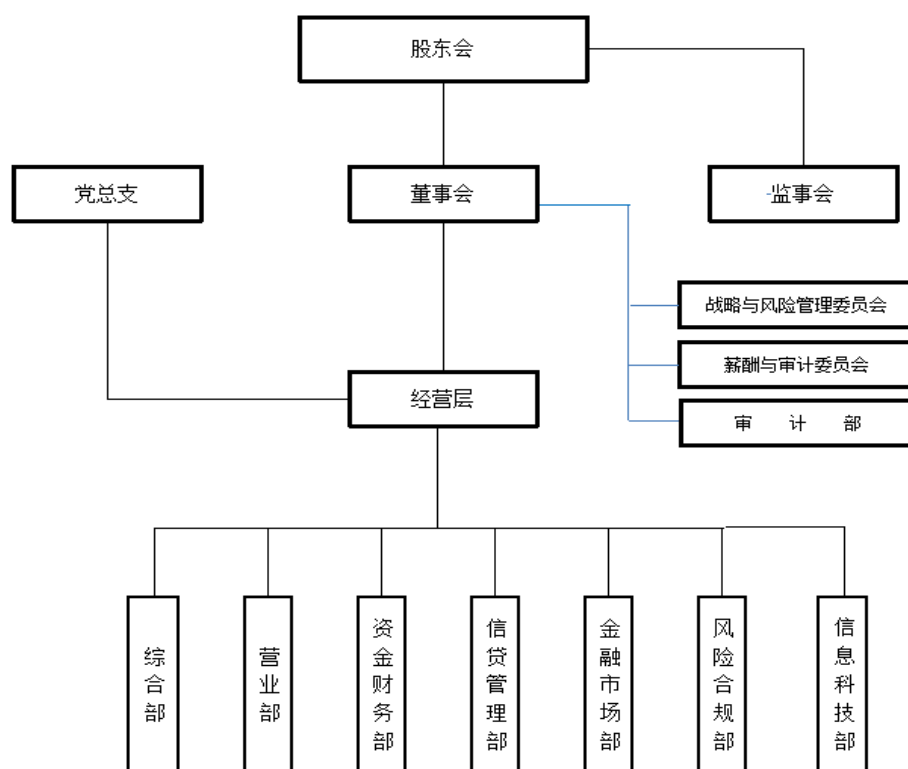 股东会
党总支
董事会
监事会
战略与风险管理委员会
薪酬与审计委员会
审 计 部
经营层
综合部
营业部
资金财务部
信贷管理部
金融市场部
风险合规部
信息科技部